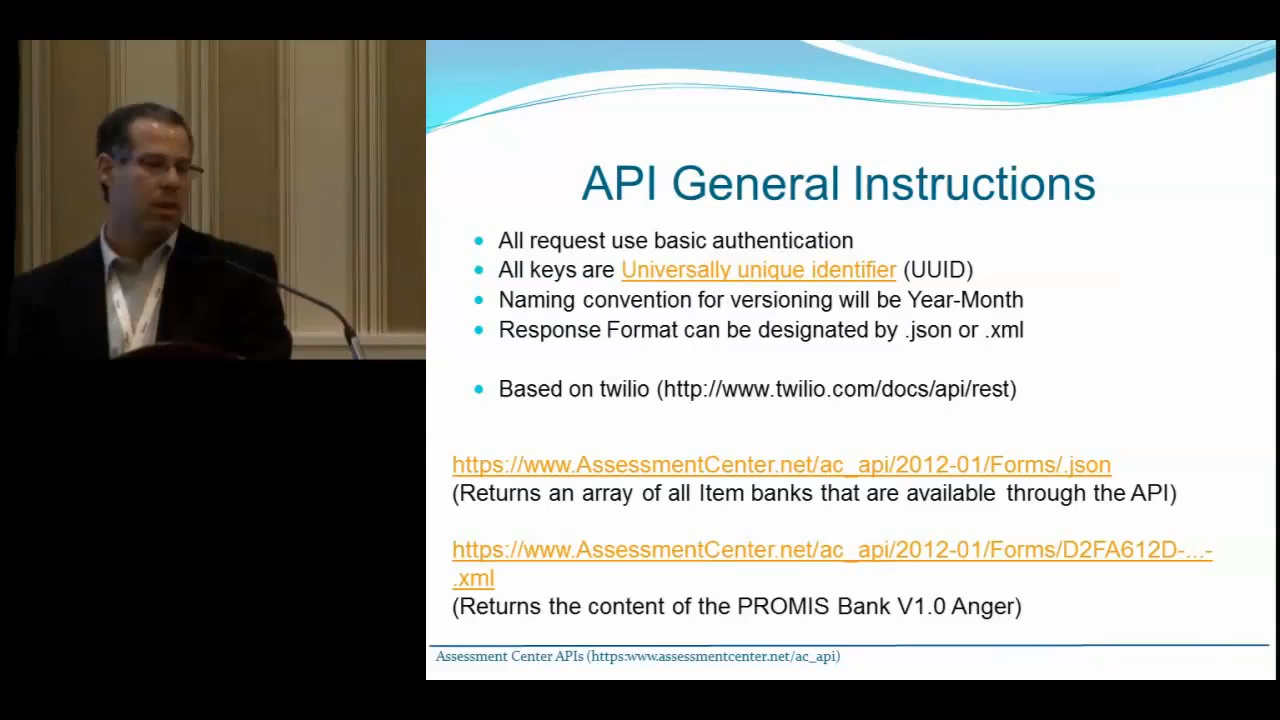 API General Instructions
All request use basic authentication
All keys are Universally unique identifier (UUID)
Naming convention for versioning will be Year-Month
Response Format can be designated by .json or .xml
Based on twilio (http://www.twilio.com/docs/api/rest)
https://www.AssessmentCenter.net/ac_api/2012-01/Forms/.json
(Returns an array of all Item banks that are available through the API)
https://www.AssessmentCenter.net/ac_api/2012-01/Forms/D2FA612D-...-
.xml
(Returns the content of the PROMIS Bank V1.0 Anger)
Assessment Center APIs (https:www.assessmentcenter.net/ac_api)